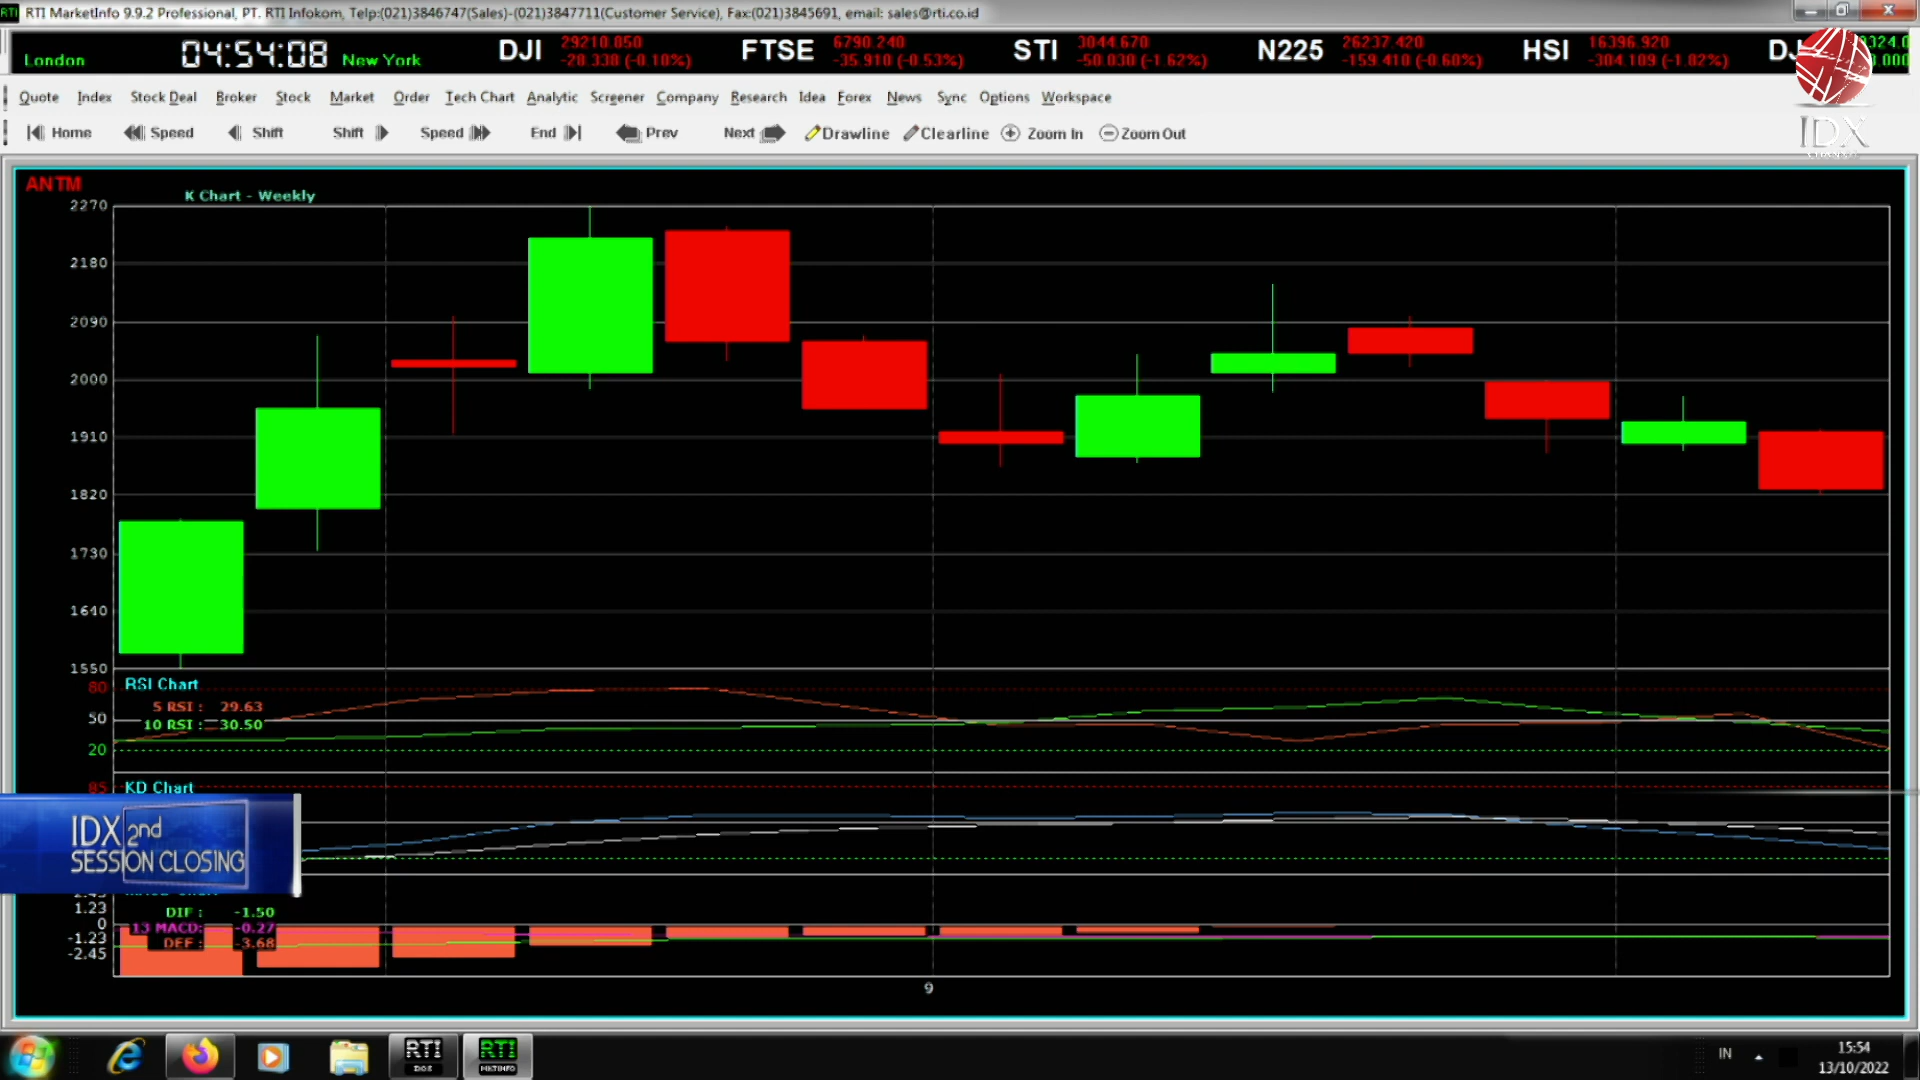 RTI MarketInfo 9.9.2 Professional, PT. RTI Infokom, Telp:(021)3846747(Sales)-(021)3847711(Customer Service), Fax:(021)3845691, email: sales@rti.co.id
London 04:54:08 New York
DJI 29210.850 -28.330 (-0.10%)
FTSE 6790.240 -35.910 (-0.53%)
STI 3044.670 -50.030 (-1.62%)
N225 26237.420 -159.410 (-0.60%)
HSI 16396.920 -304.109 (-1.82%)
IDX
CHANNEL
Quote Index Stock Deal Broker Stock Market Order Tech Chart Analytic Screener Company Research Idea Forex News Sync Options Workspace
Home Speed Shift Shift Speed End Prev Next Drawline Clearline Zoom In Zoom Out
ANTM
K Chart - Weekly
2270
2180
2090
2000
1910
1820
1730
1640
1550
RSI Chart
80
5 RSI : 29.63
50
10 RSI : 30.50
20
85 KD Chart
IDX 2nd
SESSION CLOSING
1.23
DIF : -1.50
0
13 MACD: -0.27
-1.23
DEF : -3.68
-2.45
9
RTI
DOS
RTI
MKTINFO
IN
15:54
13/10/2022